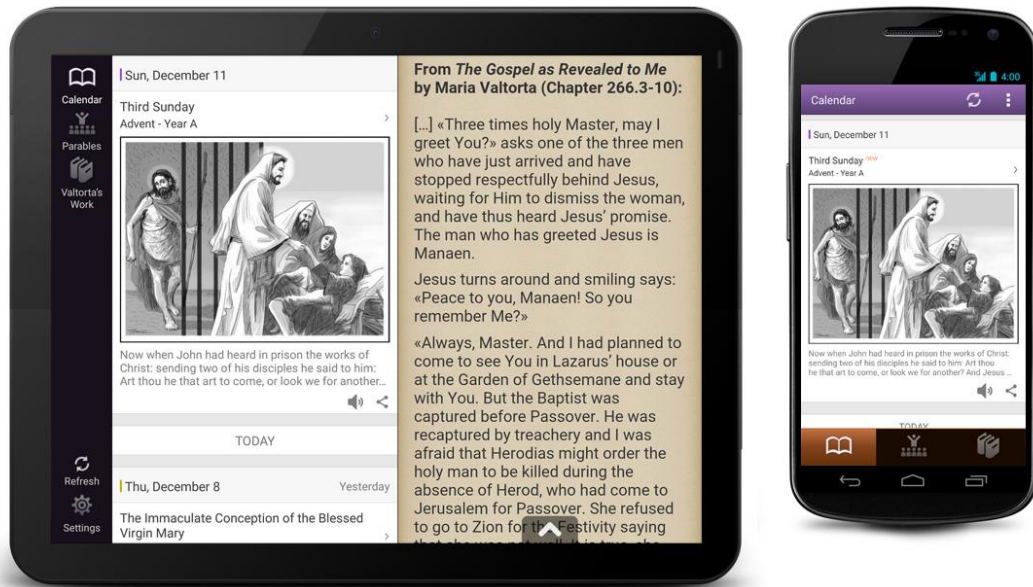 Calendar
Parables
Valtorta's
Work
Refresh
Settings
Sun, December 11
Third Sunday
Advent - Year A
Now when John had heard in prison the works of
Christ: sending two of his disciples he said to him:
Art thou he that art to come, or look we for another...
TODAY
Thu, December 8
Yesterday
The Immaculate Conception of the Blessed
Virgin Mary
From The Gospel as Revealed to Me
by Maria Valtorta (Chapter 266.3-10):
[...] «Three times holy Master, may I
greet You?» asks one of the three men
who have just arrived and have
stopped respectfully behind Jesus,
waiting for Him to dismiss the woman,
and have thus heard Jesus' promise.
The man who has greeted Jesus is
Manaen.
Jesus turns around and smiling says:
«Peace to you, Manaen! So you
remember Me?»
«Always, Master. And I had planned to
come to see You in Lazarus' house or
at the Garden of Gethsemane and stay
with You. But the Baptist was
captured before Passover. He was
recaptured by treachery and I was
afraid that Herodias might order the
holy man to be killed during the
absence of Herod, who had come to
Jerusalem for Passover. She refused
to go to Zion for the Festivity saying
4:00
Calendar
Sun, December 11
Third Sunday new
Advent - Year A
Now when John had heard in prison the works of Christ:
sending two of his disciples he said to him: Art thou
he that art to come, or look we for another? And Jesus ...
TODAY